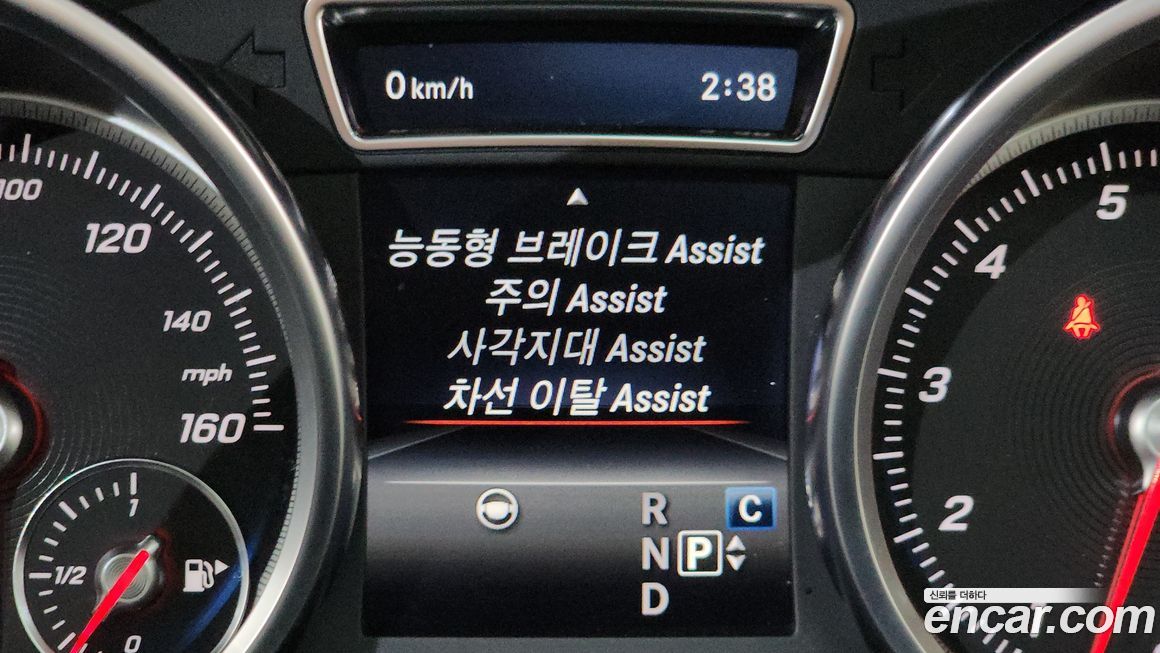 0 km/h 2:38
능동형 브레이크 Assist
주의 Assist
사각지대 Assist
차선 이탈 Assist
R
C
N
P
D
100
120
140
mph
160
1
1/2
0
5
4
3
2
1
신뢰를 더하다
encar.com